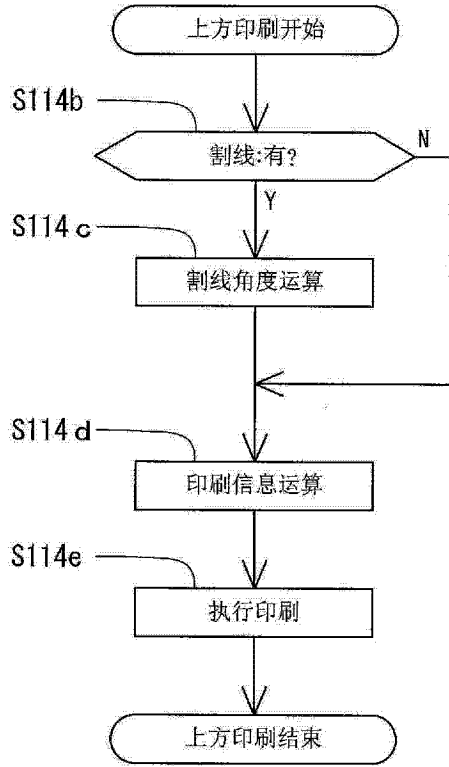 上方印刷开始
S114b
割线:有?
N
Y
S114c
割线角度运算
S114d
印刷信息运算
S114e
执行印刷
上方印刷结束